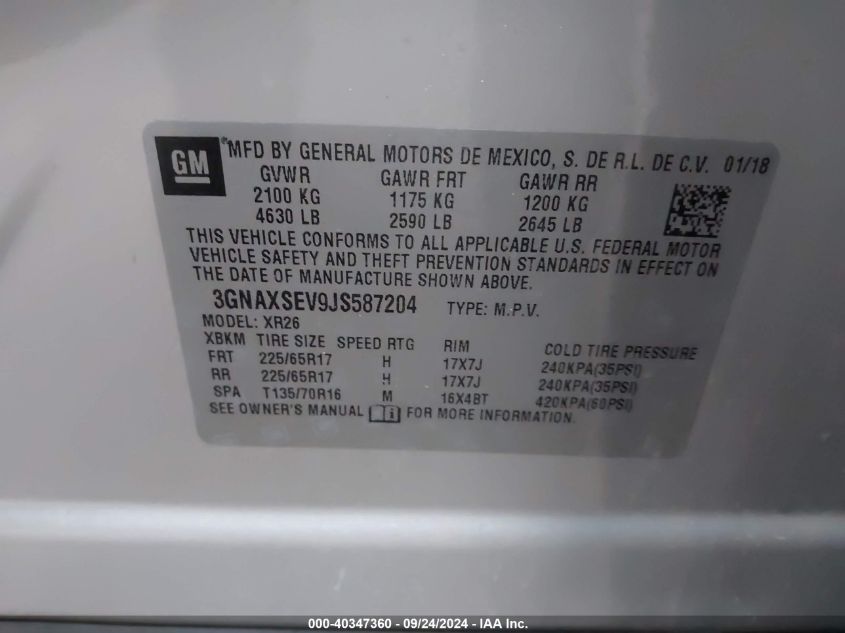 GM
*MFD BY GENERAL MOTORS DE MEXICO, S. DE R.L. DE C.V. 01/18
GVWR GAWR FRT GAWR RR
2100 KG 1175 KG 1200 KG
4630 LB 2590 LB 2645 LB
THIS VEHICLE CONFORMS TO ALL APPLICABLE U.S. FEDERAL MOTOR
VEHICLE SAFETY AND THEFT PREVENTION STANDARDS IN EFFECT ON
THE DATE OF MANUFACTURE SHOWN ABOVE.
3GNAXSEV9JS587204 TYPE: M.P.V.
MODEL: XR26
XBKM TIRE SIZE SPEED RTG RIM COLD TIRE PRESSURE
FRT 225/65R17 H 17X7J 240KPA(35PSI)
RR 225/65R17 H 17X7J 240KPA(35PSI)
SPA T135/70R16 M 16X4BT 420KPA(60PSI)
SEE OWNER'S MANUAL FOR MORE INFORMATION.
000-40347360 - 09/24/2024 - IAA Inc.